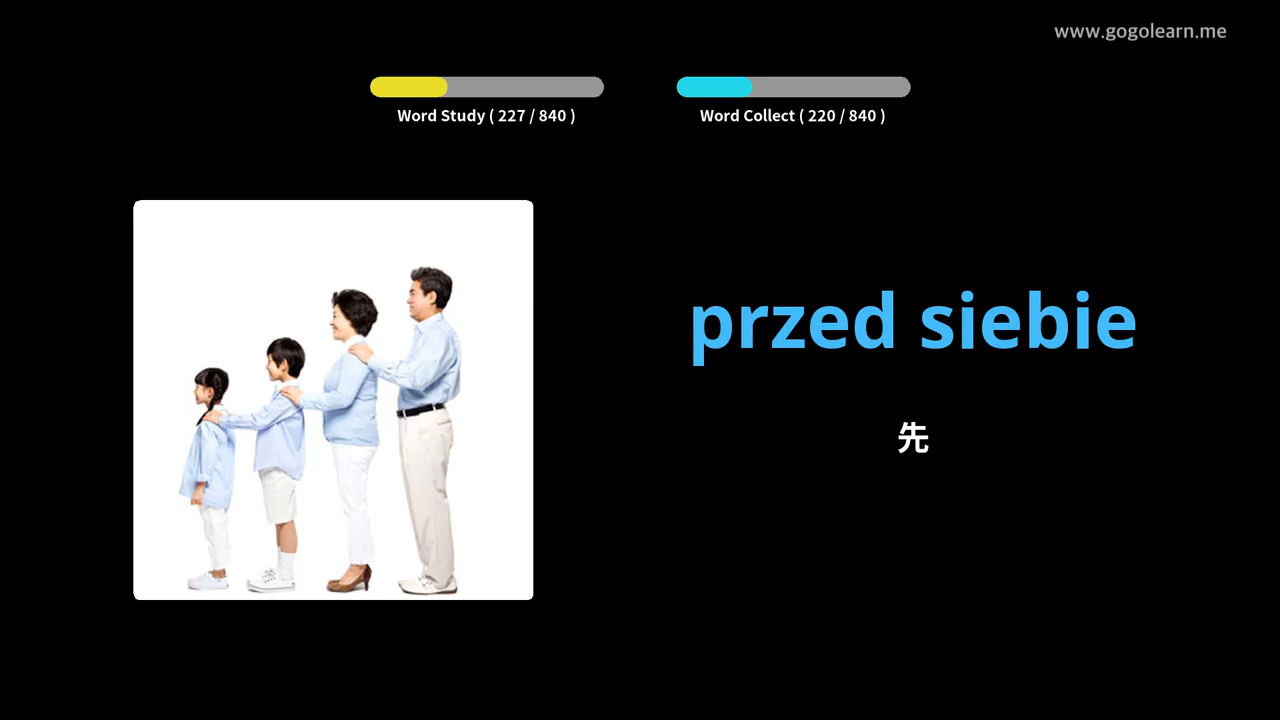 www.gogolearn.me
Word Study ( 227 / 840 )
Word Collect ( 220 / 840 )
przed siebie
先